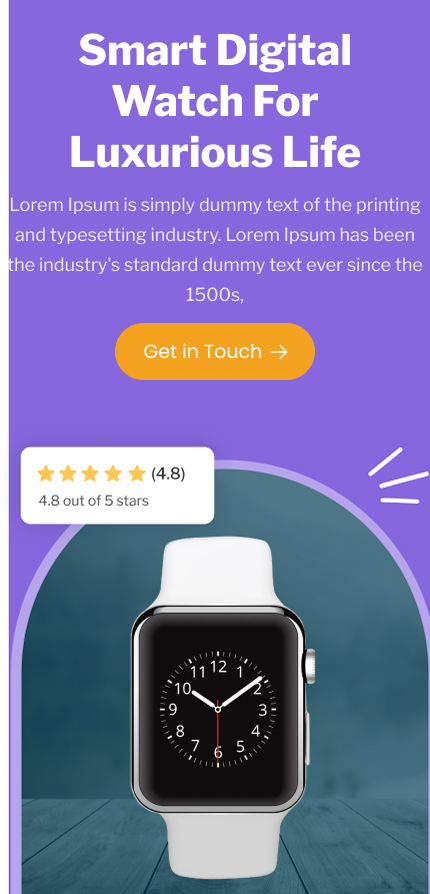 Smart Digital
Watch For
Luxurious Life
Lorem Ipsum is simply dummy text of the printing
and typesetting industry. Lorem Ipsum has been
the industry's standard dummy text ever since the
1500s,
Get in Touch →
(4.8)
4.8 out of 5 stars
12
1
2
3
4
5
6
7
8
9
10
11